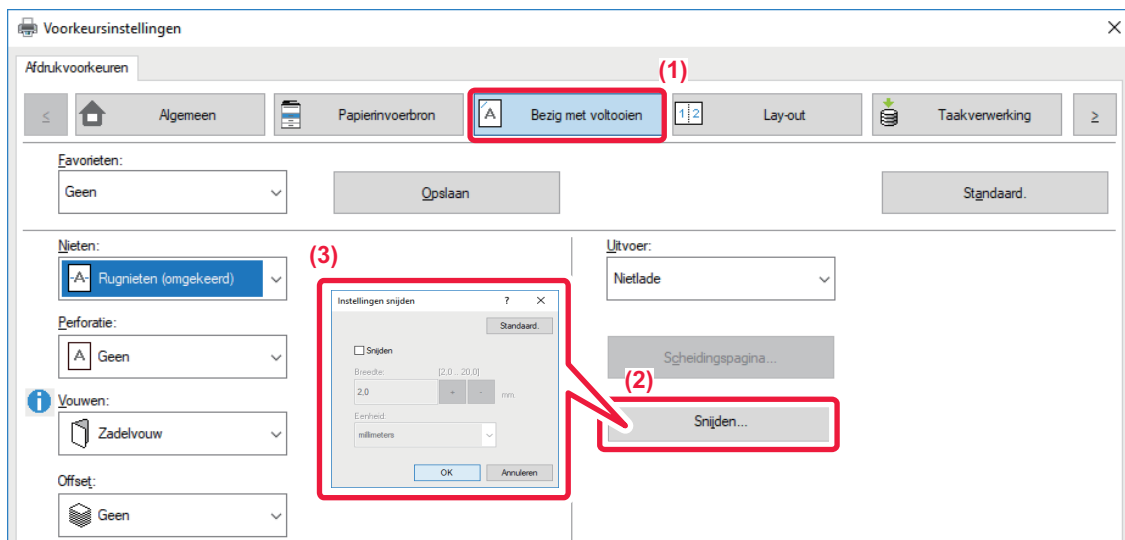 Voorkeursinstellingen
Afdrukvoorkeuren
(1)
< Algemeen Papierinvoerbron A Bezig met voltooien 1 2 Lay-out Taakverwerking >
Favorieten:
Geen Opslaan Standaard.
Nieten:
-A- Rugnieten (omgekeerd)
Perforatie:
A Geen
Vouwen:
Zadelvouw
Offset:
Geen
(3)
Instellingen snijden ? ×
Standaard.
Snijden
Breedte: [2,0 .. 20,0]
2,0 + - mm.
Eenheid:
millimeters
OK Annuleren
Uitvoer:
Nietlade
Scheidingspagina...
(2)
Snijden...